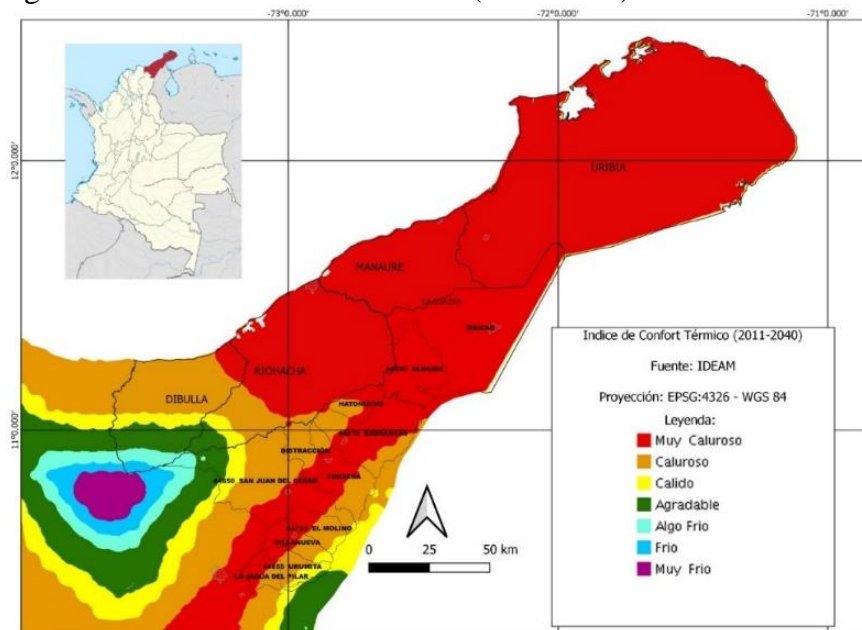 -73°0.000'
-72°0.000'
-71°0.000'
12°0.000'
11°0.000'
URIBIA
MANAURE
MAICAO
RIOHACHA
DIBULLA
HATONUEVO
DISTRACCIÓN
FONSECA
44650 SAN JUAN DEL CESAR
EL MOLINO
VILLANUEVA
44855 URUMITA
LA JAGUA DEL PILAR
0 25 50 km
Indice de Confort Térmico (2011-2040)
Fuente: IDEAM
Proyección: EPSG:4326 - WGS 84
Leyenda:
Muy Caluroso
Caluroso
Calido
Agradable
Algo Frio
Frio
Muy Frio